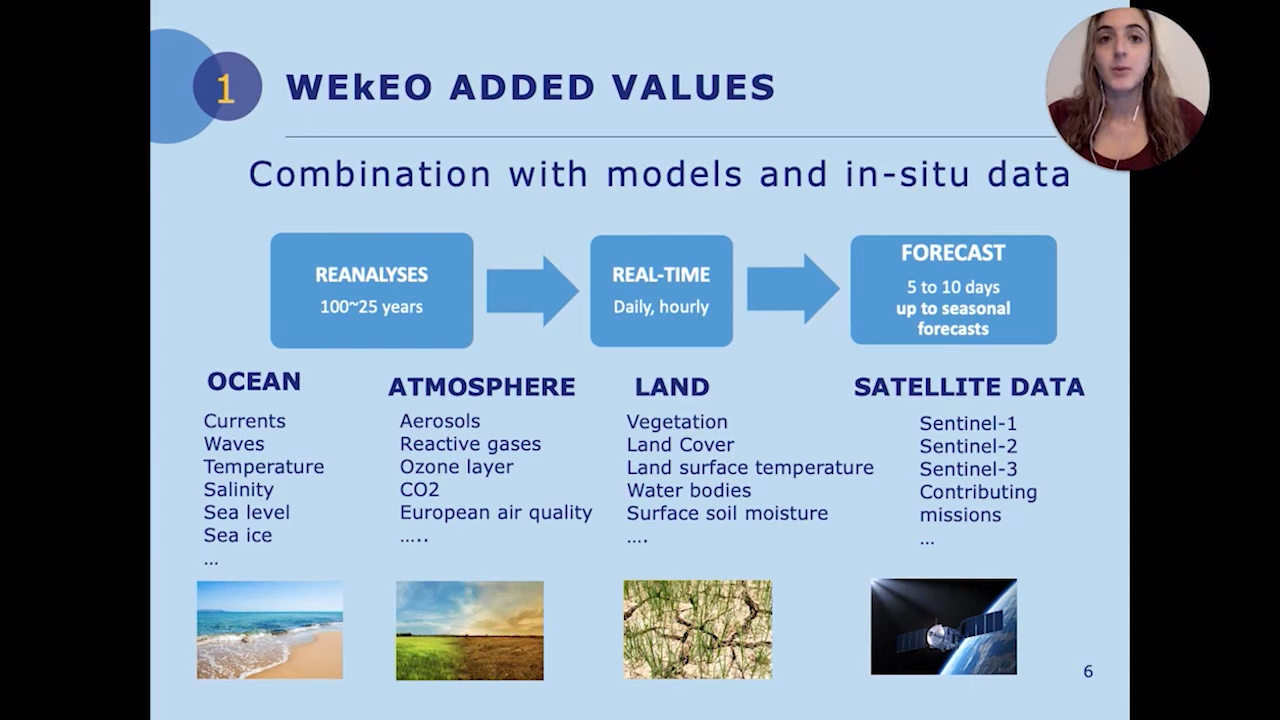 1
WEkEO ADDED VALUES
Combination with models and in-situ data
REANALYSES
100~25 years
REAL-TIME
Daily, hourly
FORECAST
5 to 10 days
up to seasonal
forecasts
OCEAN
Currents
Waves
Temperature
Salinity
Sea level
Sea ice
...
ATMOSPHERE
Aerosols
Reactive gases
Ozone layer
CO2
European air quality
.....
LAND
Vegetation
Land Cover
Land surface temperature
Water bodies
Surface soil moisture
....
SATELLITE DATA
Sentinel-1
Sentinel-2
Sentinel-3
Contributing
missions
...
6